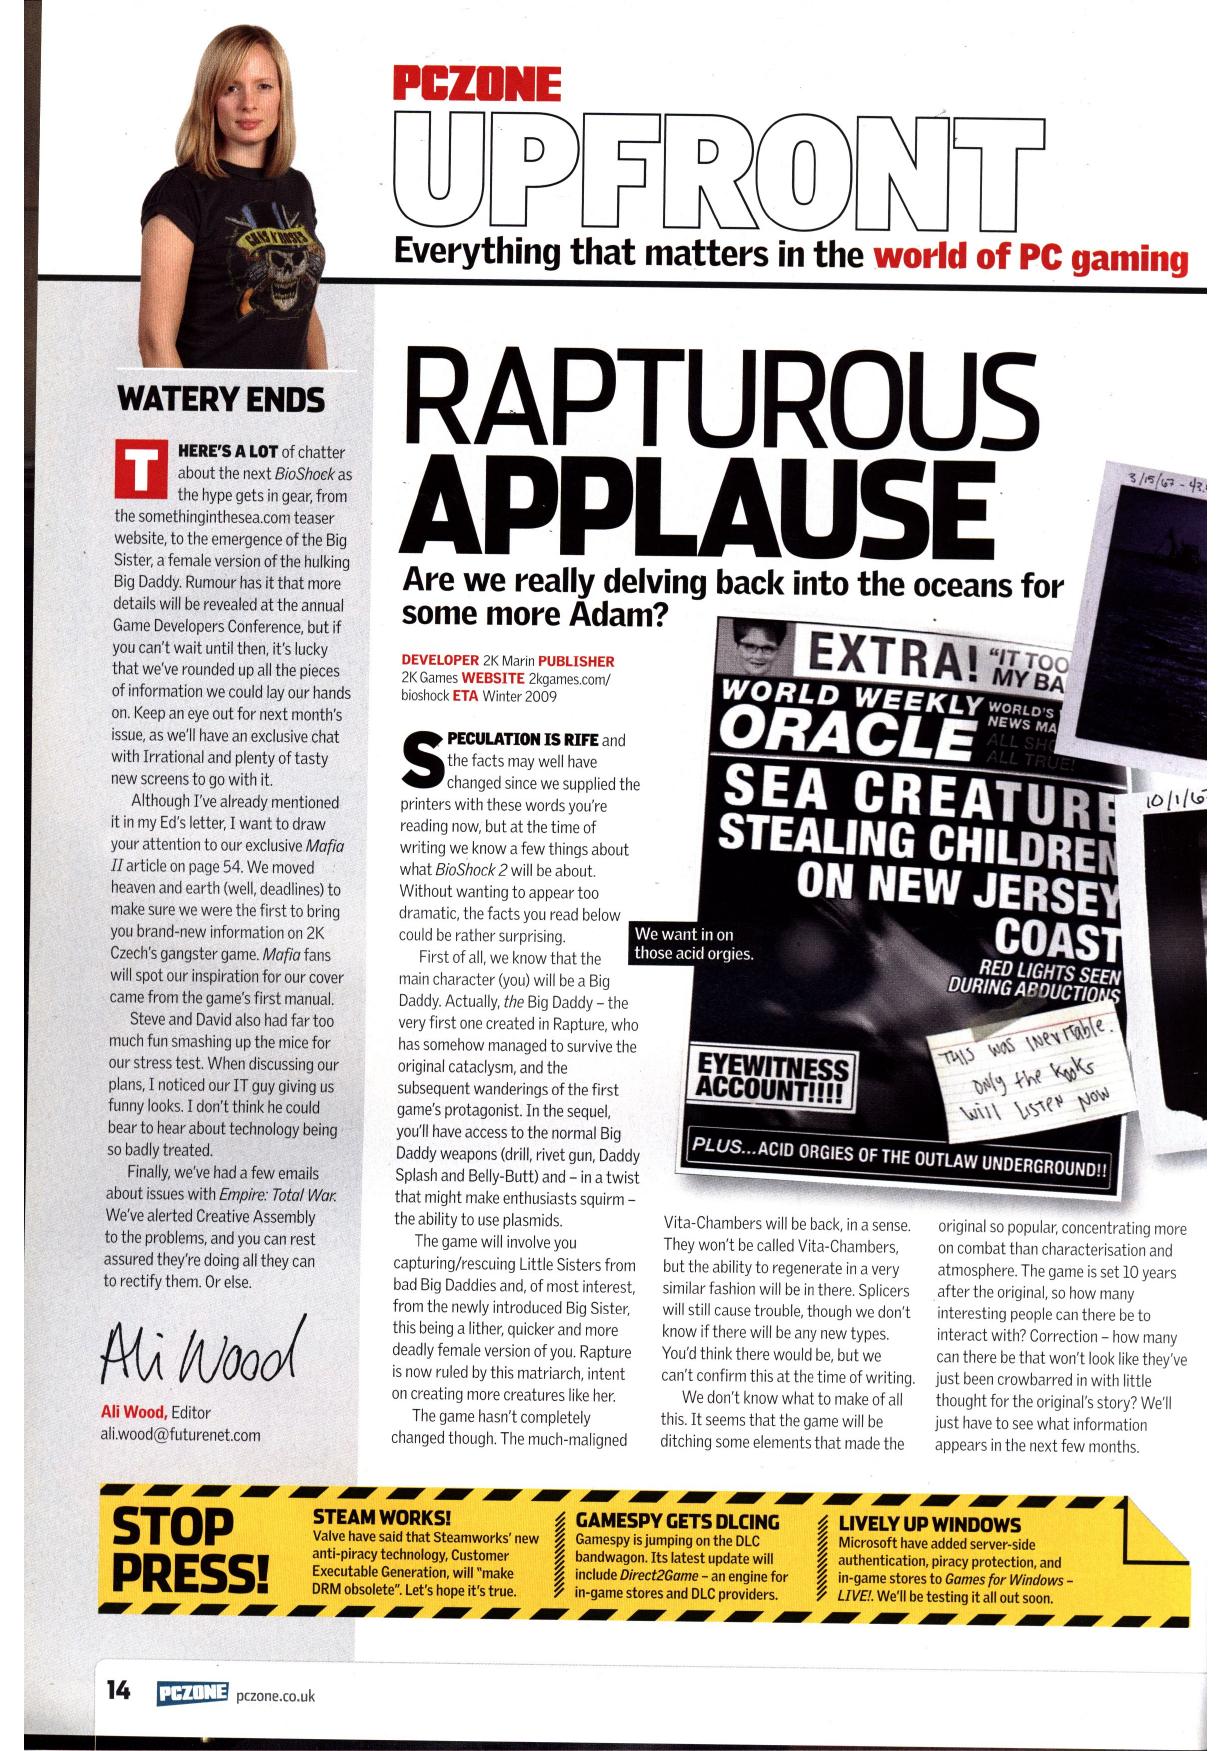 PCZONE
UPFRONT
Everything that matters in the world of PC gaming
WATERY ENDS
THERE'S A LOT of chatter
about the next BioShock as
the hype gets in gear, from
the somethinginthesea.com teaser
website, to the emergence of the Big
Sister, a female version of the hulking
Big Daddy. Rumour has it that more
details will be revealed at the annual
Game Developers Conference, but if
you can't wait until then, it's lucky
that we've rounded up all the pieces
of information we could lay our hands
on. Keep an eye out for next month's
issue, as we'll have an exclusive chat
with Irrational and plenty of tasty
new screens to go with it.
Although I've already mentioned
it in my Ed's letter, I want to draw
your attention to our exclusive Mafia
II article on page 54. We moved
heaven and earth (well, deadlines) to
make sure we were the first to bring
you brand-new information on 2K
Czech's gangster game. Mafia fans
will spot our inspiration for our cover
came from the game's first manual.
Steve and David also had far too
much fun smashing up the mice for
our stress test. When discussing our
plans, I noticed our IT guy giving us
funny looks. I don't think he could
bear to hear about technology being
so badly treated.
Finally, we've had a few emails
about issues with Empire: Total War.
We've alerted Creative Assembly
to the problems, and you can rest
assured they're doing all they can
to rectify them. Or else.
Ali Wood
Ali Wood, Editor
ali.wood@futurenet.com
RAPTUROUS
APPLAUSE
Are we really delving back into the oceans for
some more Adam?
DEVELOPER 2K Marin PUBLISHER
2K Games WEBSITE 2kgames.com/
bioshock ETA Winter 2009
SPECULATION IS RIFE and
the facts may well have
changed since we supplied the
printers with these words you're
reading now, but at the time of
writing we know a few things about
what BioShock 2 will be about.
Without wanting to appear too
dramatic, the facts you read below
could be rather surprising.
First of all, we know that the
main character (you) will be a Big
Daddy. Actually, the Big Daddy – the
very first one created in Rapture, who
has somehow managed to survive the
original cataclysm, and the
subsequent wanderings of the first
game's protagonist. In the sequel,
you'll have access to the normal Big
Daddy weapons (drill, rivet gun, Daddy
Splash and Belly-Butt) and – in a twist
that might make enthusiasts squirm –
the ability to use plasmids.
The game will involve you
capturing/rescuing Little Sisters from
bad Big Daddies and, of most interest,
from the newly introduced Big Sister,
this being a lither, quicker and more
deadly female version of you. Rapture
is now ruled by this matriarch, intent
on creating more creatures like her.
The game hasn't completely
changed though. The much-maligned
Vita-Chambers will be back, in a sense.
They won't be called Vita-Chambers,
but the ability to regenerate in a very
similar fashion will be in there. Splicers
will still cause trouble, though we don't
know if there will be any new types.
You'd think there would be, but we
can't confirm this at the time of writing.
We don't know what to make of all
this. It seems that the game will be
ditching some elements that made the
original so popular, concentrating more
on combat than characterisation and
atmosphere. The game is set 10 years
after the original, so how many
interesting people can there be to
interact with? Correction – how many
can there be that won't look like they've
just been crowbarred in with little
thought for the original's story? We'll
just have to see what information
appears in the next few months.
3/15/67 - 43.
EXTRA! "IT TOO
MY BA
WORLD WEEKLY
ORACLE
WORLD'S
NEWS MA
ALL SHO
ALL TRUE!
SEA CREATURE
STEALING CHILDREN
ON NEW JERSEY
COAST
RED LIGHTS SEEN
DURING ABDUCTIONS
10/1/6
We want in on
those acid orgies.
THIS WAS INEVITABLE.
ONLY the KOOKS
WILL LISTEN NOW
EYEWITNESS
ACCOUNT!!!!
PLUS...ACID ORGIES OF THE OUTLAW UNDERGROUND!!
STOP
PRESS!
STEAM WORKS!
Valve have said that Steamworks' new
anti-piracy technology, Customer
Executable Generation, will "make
DRM obsolete". Let's hope it's true.
GAMESPY GETS DLCING
Gamespy is jumping on the DLC
bandwagon. Its latest update will
include Direct2Game – an engine for
in-game stores and DLC providers.
LIVELY UP WINDOWS
Microsoft have added server-side
authentication, piracy protection, and
in-game stores to Games for Windows –
LIVE!. We'll be testing it all out soon.
14 PCZONE pczone.co.uk